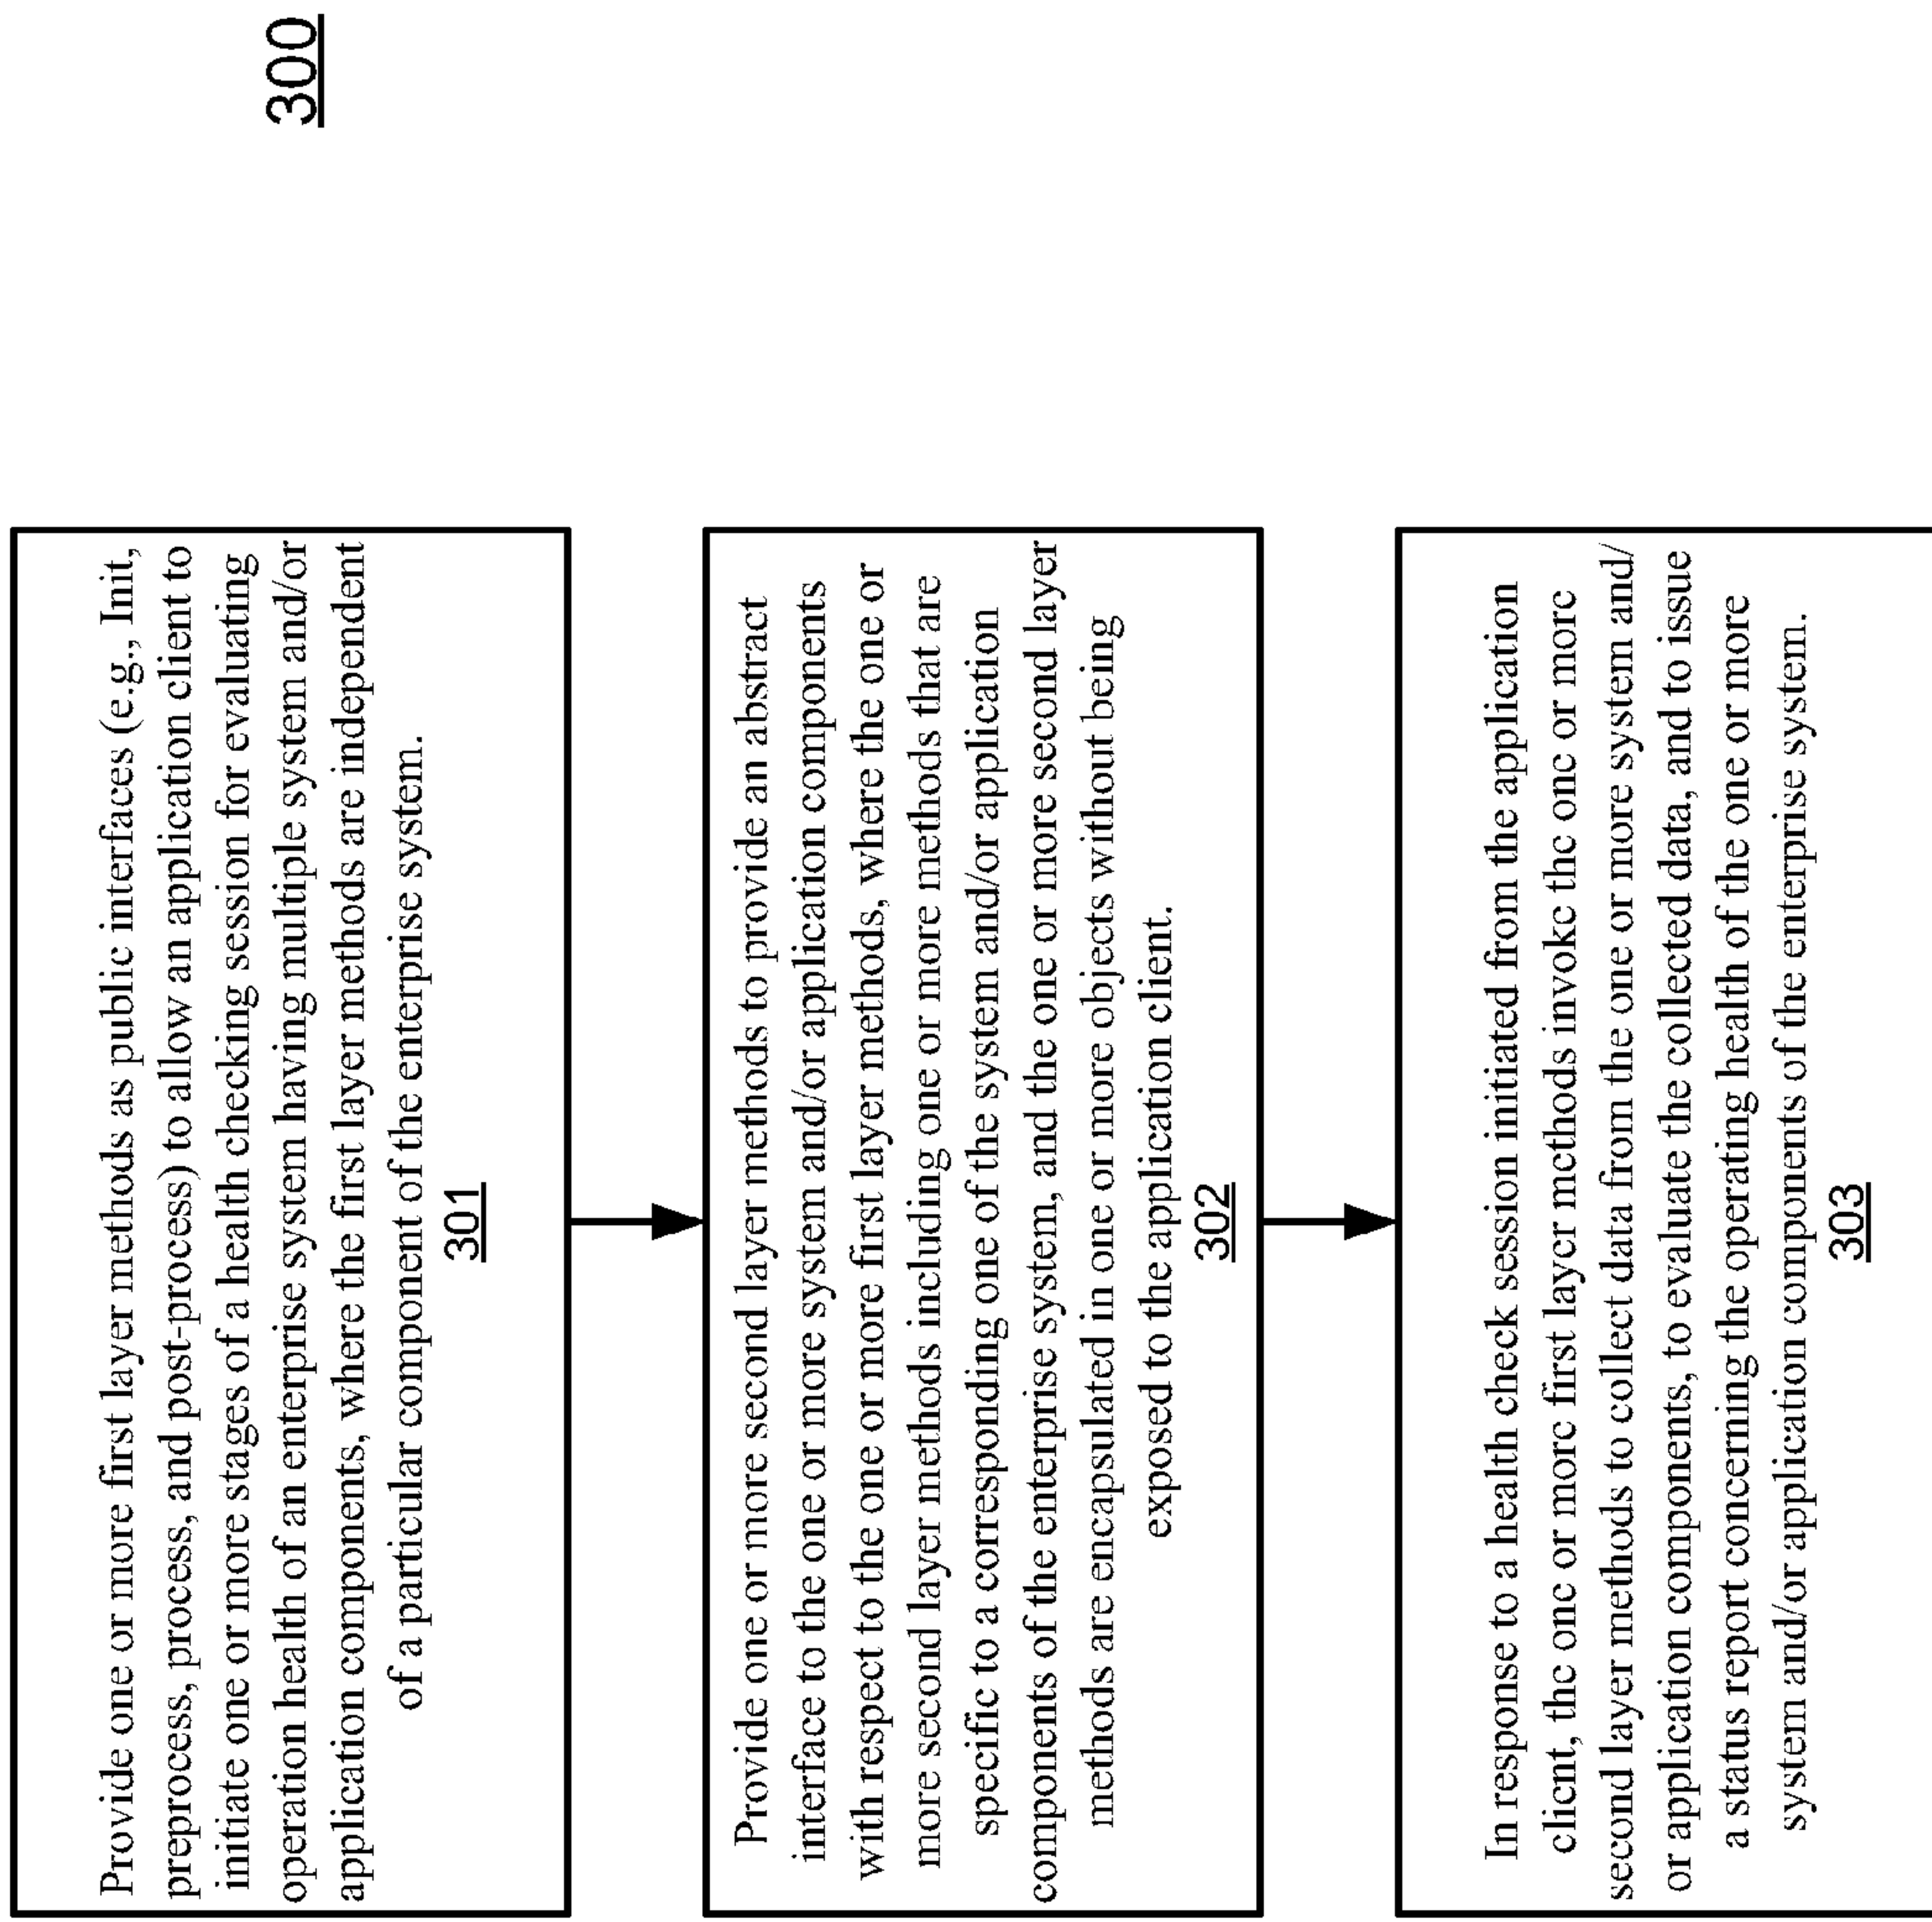 300
Provide one or more first layer methods as public interfaces (e.g., Init,
preprocess, process, and post-process) to allow an application client to
initiate one or more stages of a health checking session for evaluating
operation health of an enterprise system having multiple system and/or
application components, where the first layer methods are independent
of a particular component of the enterprise system.
301
Provide one or more second layer methods to provide an abstract
interface to the one or more system and/or application components
with respect to the one or more first layer methods, where the one or
more second layer methods including one or more methods that are
specific to a corresponding one of the system and/or application
components of the enterprise system, and the one or more second layer
methods are encapsulated in one or more objects without being
exposed to the application client.
302
In response to a health check session initiated from the application
client, the one or more first layer methods invoke the one or more
second layer methods to collect data from the one or more system and/
or application components, to evaluate the collected data, and to issue
a status report concerning the operating health of the one or more
system and/or application components of the enterprise system.
303